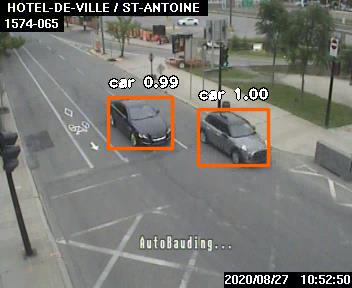 HOTEL-DE-VILLE / ST-ANTOINE
1574-065
car 0.99
car 1.00
AutoBauding...
2020/08/27 10:52:50